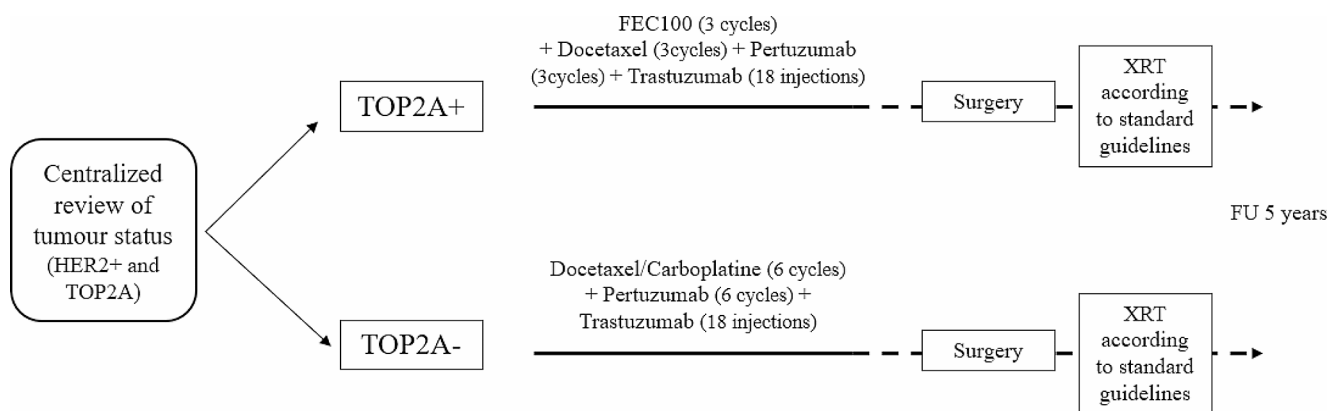 Centralized
review of
tumour status
(HER2+ and
TOP2A)
TOP2A+
FEC100 (3 cycles)
+ Docetaxel (3cycles) + Pertuzumab
(3cycles) + Trastuzumab (18 injections)
Surgery
XRT
according
to standard
guidelines
FU 5 years
TOP2A-
Docetaxel/Carboplatine (6 cycles)
+ Pertuzumab (6 cycles) +
Trastuzumab (18 injections)
Surgery
XRT
according
to standard
guidelines